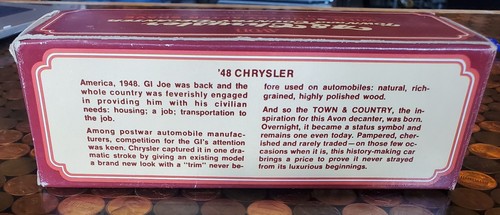 '48 Chrysler
'48 CHRYSLER
America, 1948. GI Joe was back and the
whole country was feverishly engaged
in providing him with his civilian
needs: housing; a job; transportation to
the job.
Among postwar automobile manufac-
turers, competition for the GI's attention
was keen. Chrysler captured it in one dra-
matic stroke by giving an existing model
a brand new look with a "trim" never be-
fore used on automobiles: natural, rich-
grained, highly polished wood.
And so the TOWN & COUNTRY, the in-
spiration for this Avon decanter, was born.
Overnight, it became a status symbol and
remains one even today. Pampered, cher-
ished and rarely traded—on those few oc-
casions when it is, this history-making car
brings a price to prove it never strayed
from its luxurious beginnings.